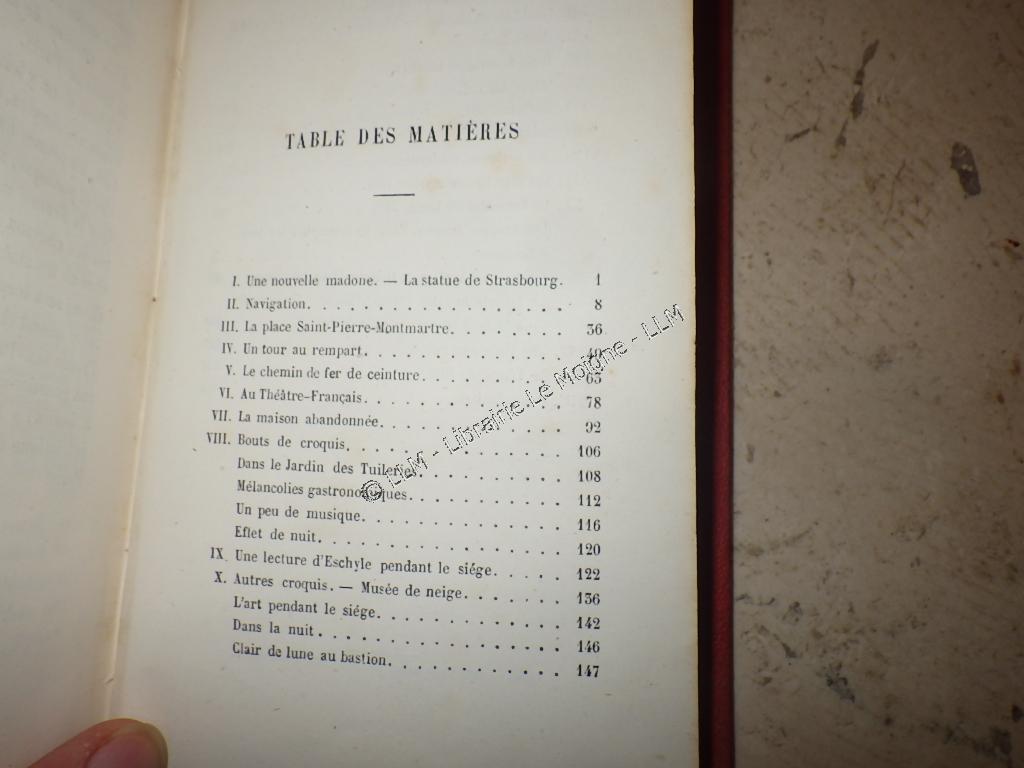 TABLE DES MATIÈRES
I. Une nouvelle madone. — La statue de Strasbourg. 1
II. Navigation. . . . . . . . . . . . . . . . . . 8
III. La place Saint-Pierre-Montmartre. . . . . . . . 36
IV. Un tour au rempart. . . . . . . . . . . . . .
V. Le chemin de fer de ceinture. . . . . . . . . . 65
VI. Au Théâtre-Français. . . . . . . . . . . . . . 78
VII. La maison abandonnée. . . . . . . . . . . . . 92
VIII. Bouts de croquis. . . . . . . . . . . . . . . 106
Dans le Jardin des Tuileries. . . . . . . . . . 108
Mélancolies gastronomiques. . . . . . . . . . . 112
Un peu de musique. . . . . . . . . . . . . . 116
Effet de nuit. . . . . . . . . . . . . . . . . 120
IX. Une lecture d'Eschyle pendant le siége. . . . . 122
X. Autres croquis. — Musée de neige. . . . . . . 136
L'art pendant le siége. . . . . . . . . . . . . 142
Dans la nuit. . . . . . . . . . . . . . . . . 146
Clair de lune au bastion. . . . . . . . . . . . 147
© LLM - Librairie Le Moigne - LLM